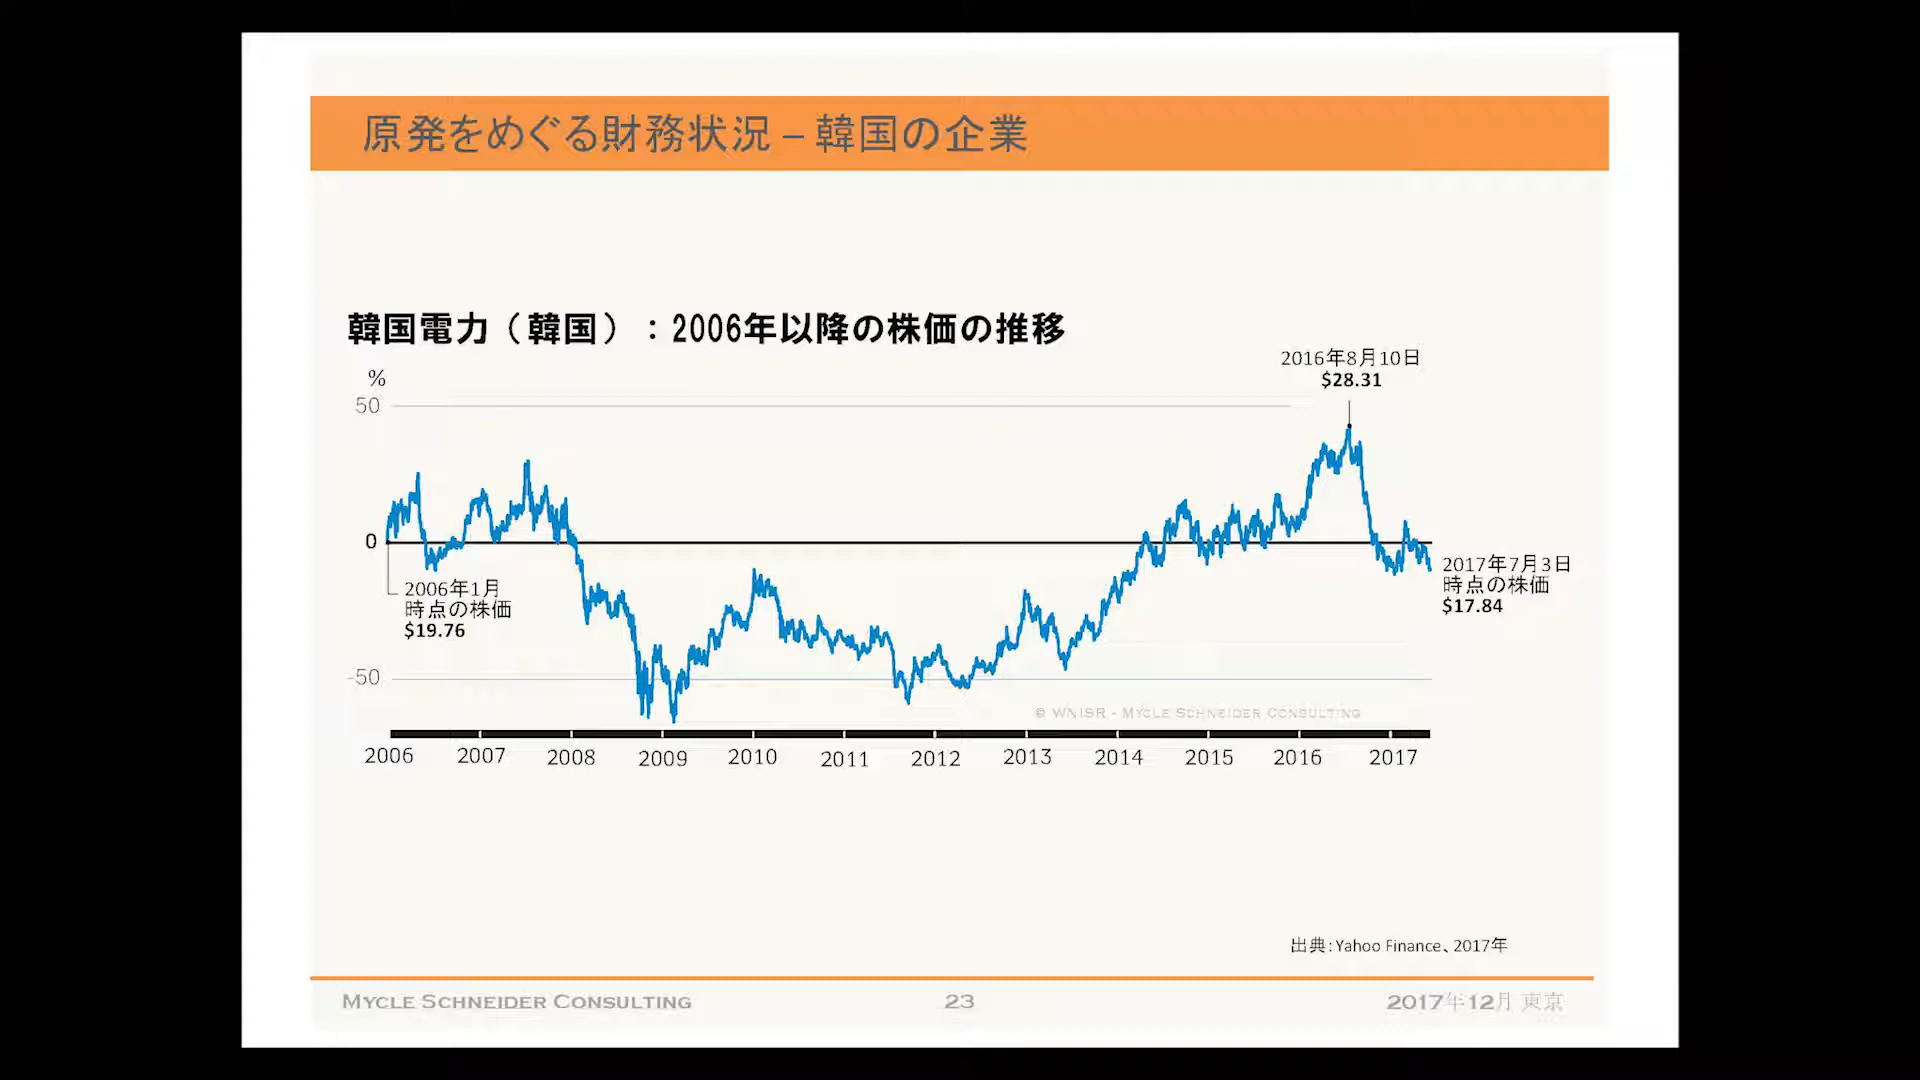 原発をめぐる財務状況 – 韓国の企業
韓国電力（韓国）：2006年以降の株価の推移
%
50
0
-50
2016年8月10日
$28.31
2006年1月
時点の株価
$19.76
2017年7月3日
時点の株価
$17.84
© WNISR - Mycle Schneider Consulting
2006 2007 2008 2009 2010 2011 2012 2013 2014 2015 2016 2017
出典：Yahoo Finance、2017年
Mycle Schneider Consulting
23
2017年12月 東京